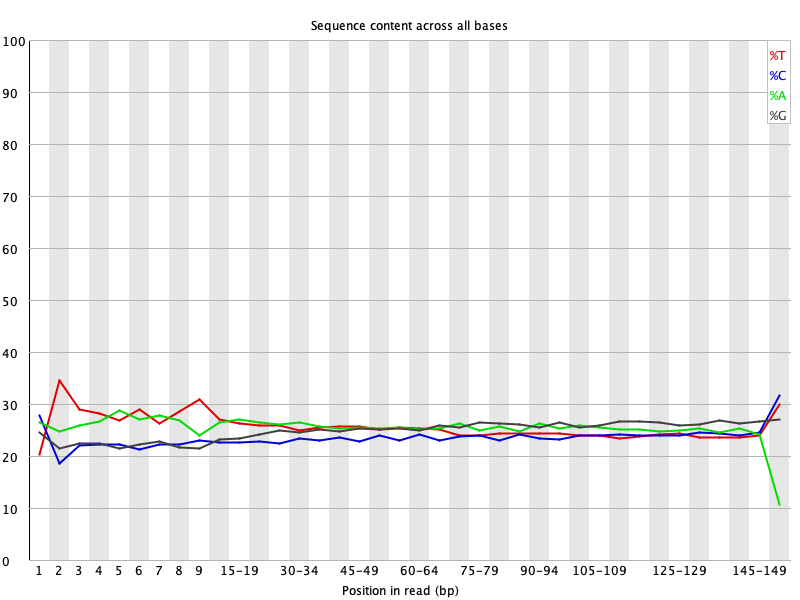 Sequence content across all bases
100
90
80
70
60
50
40
30
20
10
0
%T
%C
%A
%G
1 2 3 4 5 6 7 8 9 15-19 30-34 45-49 60-64 75-79 90-94 105-109 125-129 145-149
Position in read (bp)